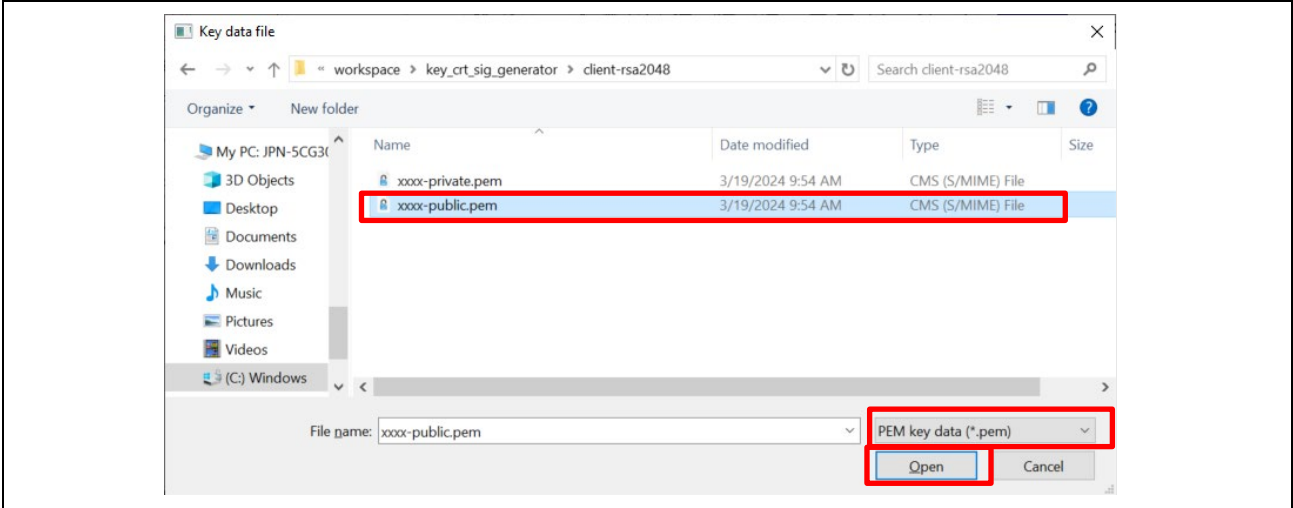 Key data file
« workspace > key_crt_sig_generator > client-rsa2048
Search client-rsa2048
Organize New folder
Name Date modified Type Size
My PC: JPN-5CG3
3D Objects
Desktop
Documents
Downloads
Music
Pictures
Videos
(C:) Windows
xxxx-private.pem 3/19/2024 9:54 AM CMS (S/MIME) File
xxxx-public.pem 3/19/2024 9:54 AM CMS (S/MIME) File
File name: xxxx-public.pem
PEM key data (*.pem)
Open Cancel